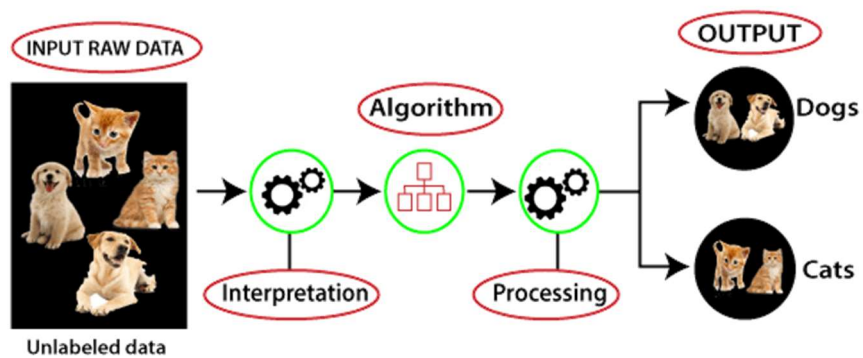 INPUT RAW DATA
Unlabeled data
Interpretation
Algorithm
Processing
OUTPUT
Dogs
Cats